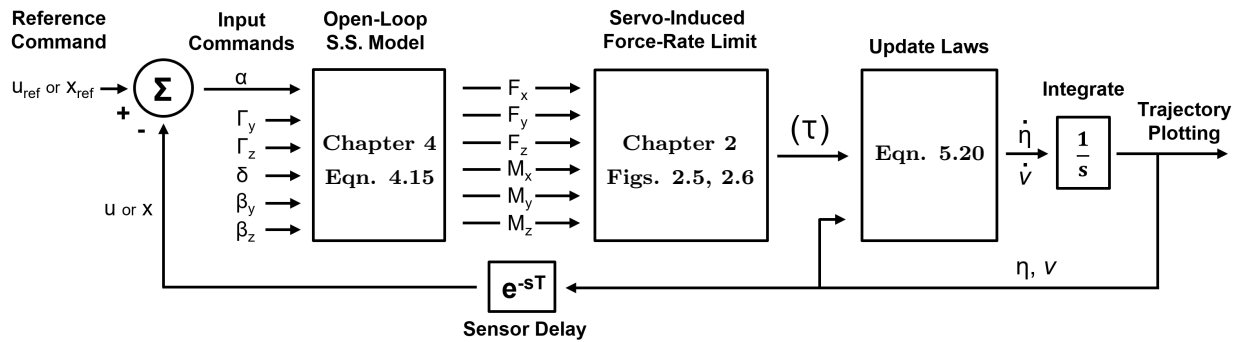 Reference
Command
Input
Commands
Open-Loop
S.S. Model
Servo-Induced
Force-Rate Limit
Update Laws
Integrate
Trajectory
Plotting
u_ref or x_ref
+
-
Σ
α
Γ_y
Γ_z
δ
β_y
β_z
Chapter 4
Eqn. 4.15
F_x
F_y
F_z
M_x
M_y
M_z
Chapter 2
Figs. 2.5, 2.6
(τ)
Eqn. 5.20
η̇
v̇
1
s
u or x
η, v
e^-sT
Sensor Delay